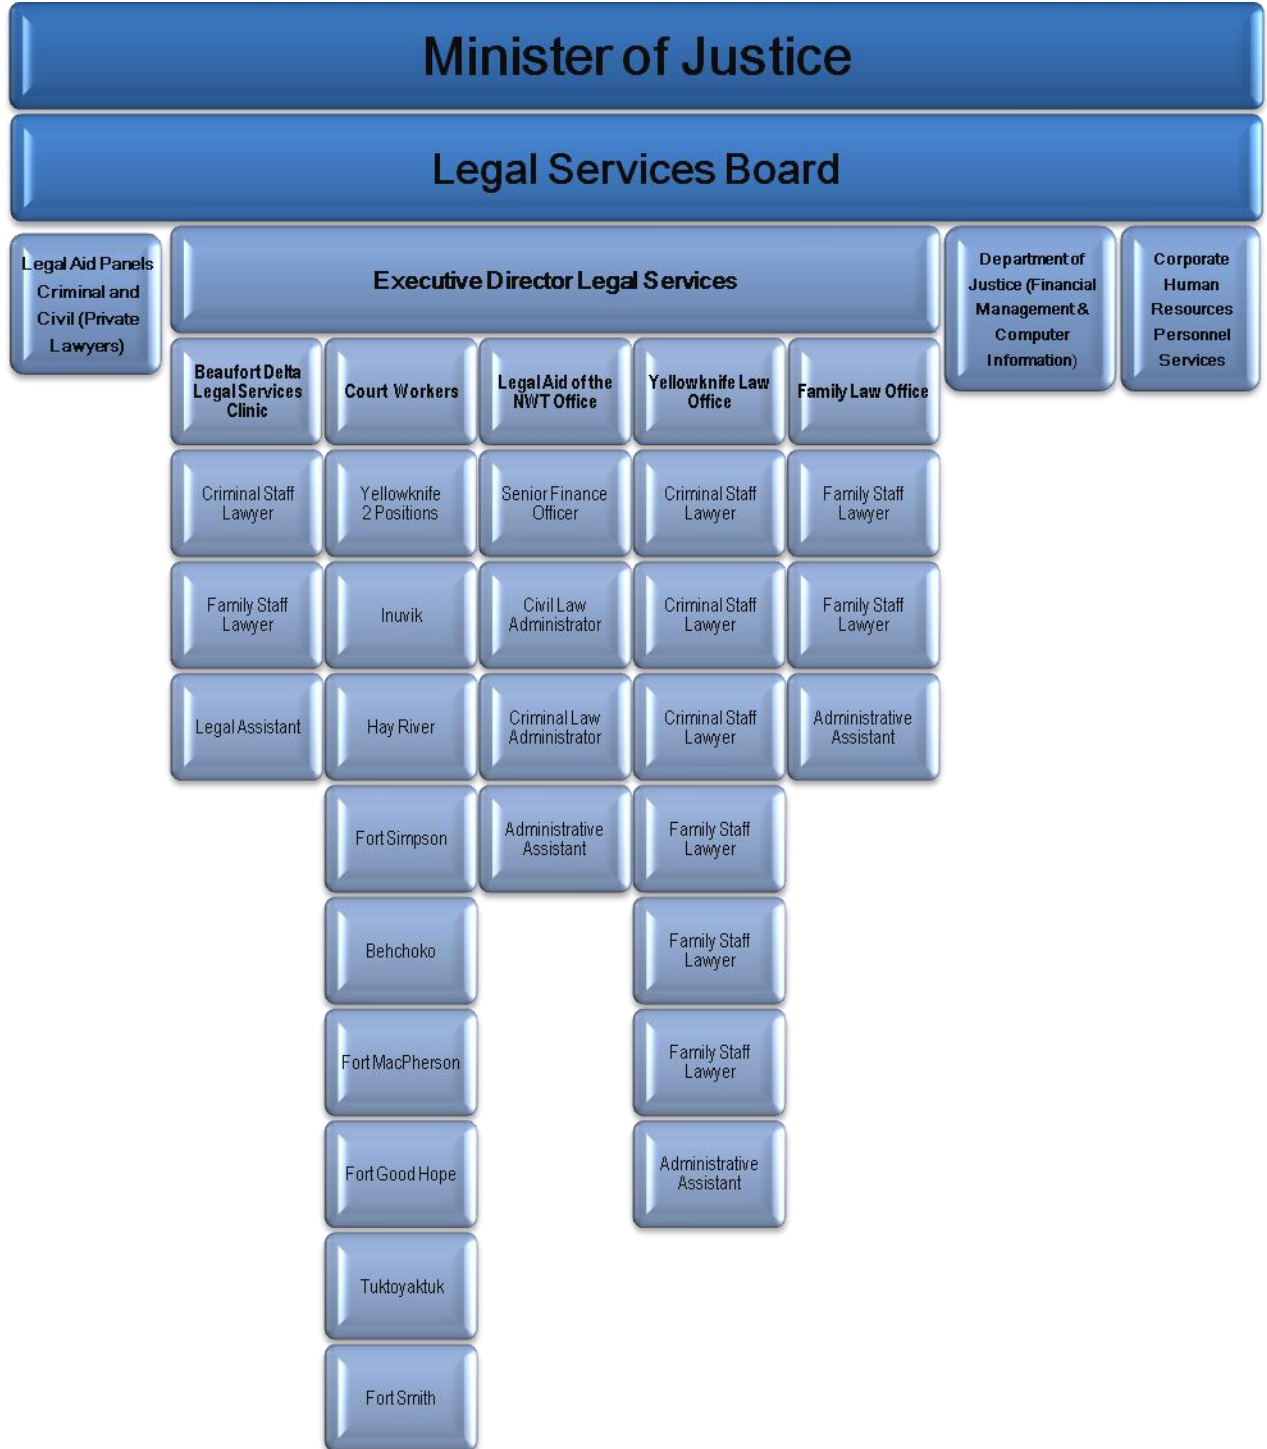 Minister of Justice
Legal Services Board
Legal Aid Panels
Criminal and
Civil (Private
Lawyers)
Executive Director Legal Services
Department of
Justice (Financial
Management &
Computer
Information)
Corporate
Human
Resources
Personnel
Services
Beaufort Delta
Legal Services
Clinic
Criminal Staff
Lawyer
Family Staff
Lawyer
Legal Assistant
Court Workers
Yellowknife
2 Positions
Inuvik
Hay River
Fort Simpson
Behchoko
Fort MacPherson
Fort Good Hope
Tuktoyaktuk
Fort Smith
Legal Aid of the
NWT Office
Senior Finance
Officer
Civil Law
Administrator
Criminal Law
Administrator
Administrative
Assistant
Yellowknife Law
Office
Criminal Staff
Lawyer
Criminal Staff
Lawyer
Criminal Staff
Lawyer
Family Staff
Lawyer
Family Staff
Lawyer
Family Staff
Lawyer
Administrative
Assistant
Family Law Office
Family Staff
Lawyer
Family Staff
Lawyer
Administrative
Assistant